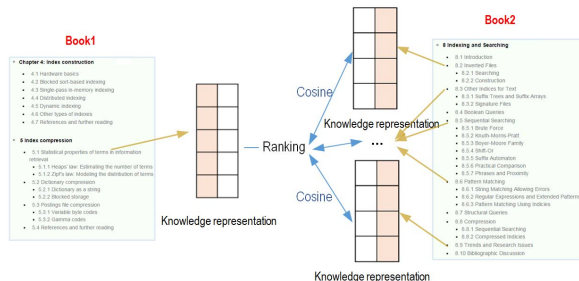 Book1
Chapter 4: Index construction
4.1 Hardware basics
4.2 Blocked sort-based indexing
4.3 Single-pass in-memory indexing
4.4 Distributed indexing
4.5 Dynamic indexing
4.6 Other types of indexes
4.7 References and further reading
5 Index compression
5.1 Statistical properties of terms in information
retrieval
5.1.1 Heaps' law: Estimating the number of terms
5.1.2 Zipf's law: Modeling the distribution of terms
5.2 Dictionary compression
5.2.1 Dictionary as a string
5.2.2 Blocked storage
5.3 Postings file compression
5.3.1 Variable byte codes
5.3.2 Gamma codes
5.4 References and further reading
Knowledge representation
Ranking
Cosine
Cosine
Knowledge representation
...
Knowledge representation
Book2
8 Indexing and Searching
8.1 Introduction
8.2 Inverted Files
8.2.1 Searching
8.2.2 Construction
8.3 Other Indices for Text
8.3.1 Suffix Trees and Suffix Arrays
8.3.2 Signature Files
8.4 Boolean Queries
8.5 Sequential Searching
8.5.1 Brute Force
8.5.2 Knuth-Morris-Pratt
8.5.3 Boyer-Moore Family
8.5.4 Shift-Or
8.5.5 Suffix Automaton
8.5.6 Practical Comparison
8.5.7 Phrases and Proximity
8.6 Pattern Matching
8.6.1 String Matching Allowing Errors
8.6.2 Regular Expressions and Extended Patterns
8.6.3 Pattern Matching Using Indices
8.7 Structural Queries
8.8 Compression
8.8.1 Sequential Searching
8.8.2 Compressed Indices
8.9 Trends and Research Issues
8.10 Bibliographic Discussion